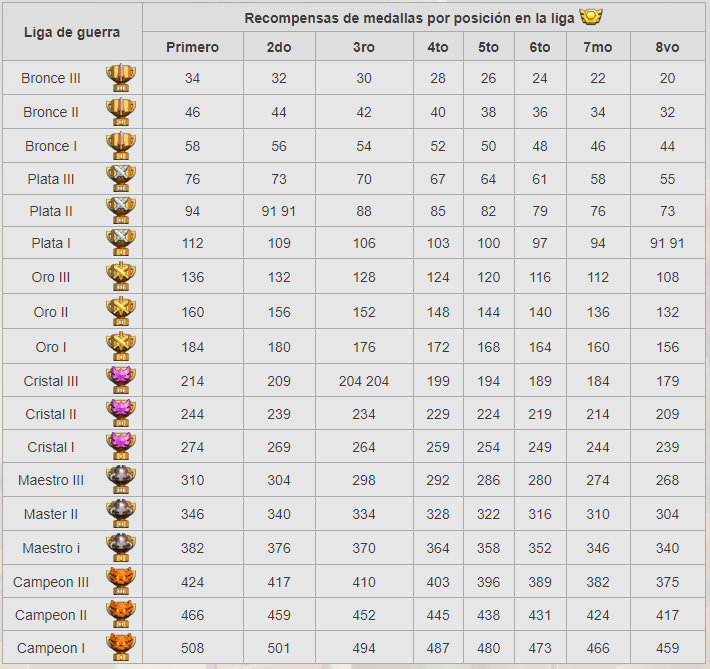 Liga de guerra
Recompensas de medallas por posición en la liga
Primero 2do 3ro 4to 5to 6to 7mo 8vo
Bronce III 34 32 30 28 26 24 22 20
Bronce II 46 44 42 40 38 36 34 32
Bronce I 58 56 54 52 50 48 46 44
Plata III 76 73 70 67 64 61 58 55
Plata II 94 91 91 88 85 82 79 76 73
Plata I 112 109 106 103 100 97 94 91 91
Oro III 136 132 128 124 120 116 112 108
Oro II 160 156 152 148 144 140 136 132
Oro I 184 180 176 172 168 164 160 156
Cristal III 214 209 204 204 199 194 189 184 179
Cristal II 244 239 234 229 224 219 214 209
Cristal I 274 269 264 259 254 249 244 239
Maestro III 310 304 298 292 286 280 274 268
Master II 346 340 334 328 322 316 310 304
Maestro i 382 376 370 364 358 352 346 340
Campeon III 424 417 410 403 396 389 382 375
Campeon II 466 459 452 445 438 431 424 417
Campeon I 508 501 494 487 480 473 466 459